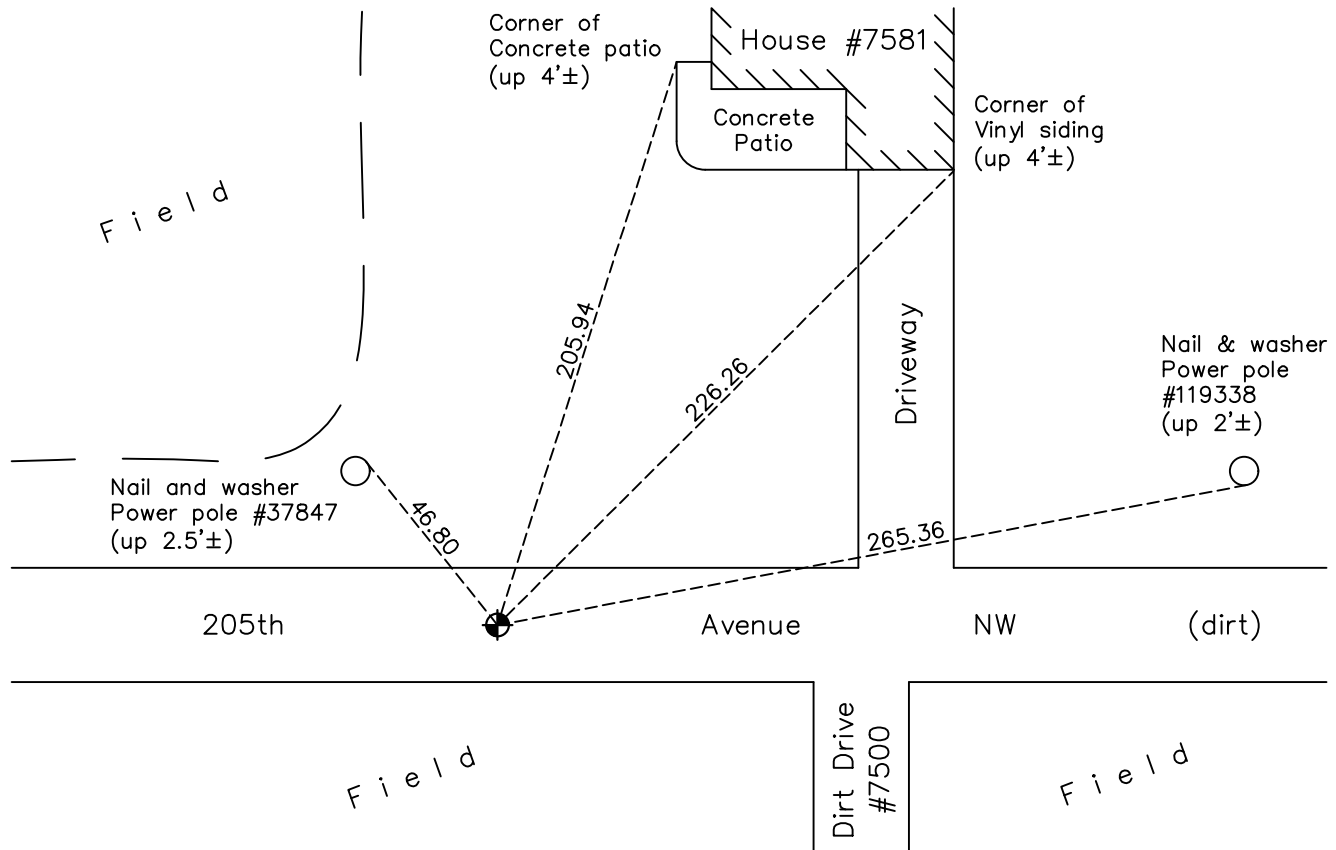 Corner of
Concrete patio
(up 4'±)
House #7581
Concrete
Patio
Corner of
Vinyl siding
(up 4'±)
Field
205.94
226.26
Driveway
Nail & washer
Power pole
#119338
(up 2'±)
Nail and washer
Power pole #37847
(up 2.5'±)
46.80
265.36
205th Avenue NW (dirt)
Field
Dirt Drive
#7500
Field